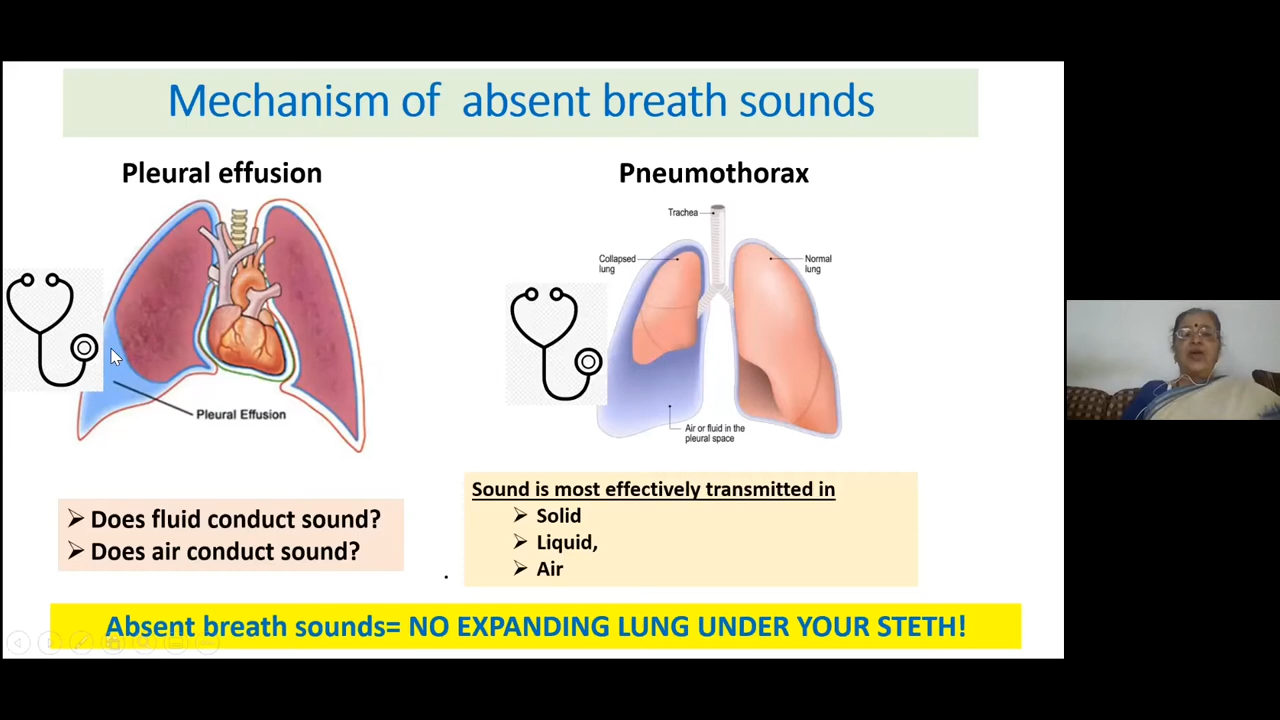 Mechanism of absent breath sounds
Pleural effusion
Pleural Effusion
Pneumothorax
Trachea
Collapsed
lung
Normal
lung
Air or fluid in the
pleural space
➢ Does fluid conduct sound?
➢ Does air conduct sound?
Sound is most effectively transmitted in
➢ Solid
➢ Liquid,
➢ Air
.
Absent breath sounds= NO EXPANDING LUNG UNDER YOUR STETH!